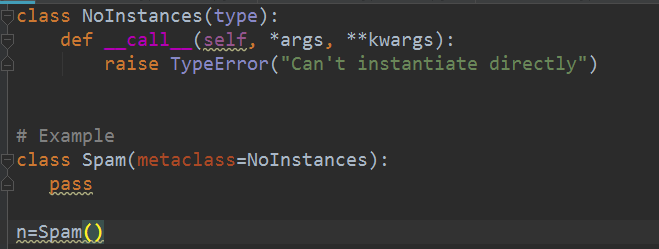 class NoInstances(type):
    def __call__(self, *args, **kwargs):
        raise TypeError("Can't instantiate directly")
# Example
class Spam(metaclass=NoInstances):
   pass
n=Spam()